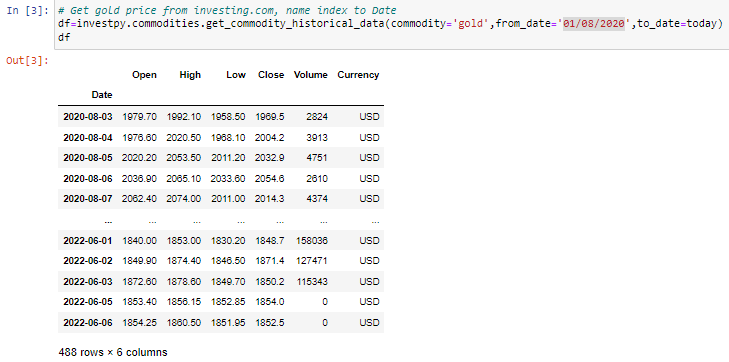 In [3]: # Get gold price from investing.com, name index to Date
df=investpy.commodities.get_commodity_historical_data(commodity='gold',from_date='01/08/2020',to_date=today)
df
Out[3]:
Open High Low Close Volume Currency
Date
2020-08-03 1979.70 1992.10 1958.50 1969.5 2824 USD
2020-08-04 1976.60 2020.50 1968.10 2004.2 3913 USD
2020-08-05 2020.20 2053.50 2011.20 2032.9 4751 USD
2020-08-06 2036.90 2065.10 2033.60 2054.6 2610 USD
2020-08-07 2062.40 2074.00 2011.00 2014.3 4374 USD
... ... ... ... ... ... ...
2022-06-01 1840.00 1853.00 1830.20 1848.7 158036 USD
2022-06-02 1849.90 1874.40 1846.50 1871.4 127471 USD
2022-06-03 1872.60 1878.60 1849.70 1850.2 115343 USD
2022-06-05 1853.40 1856.15 1852.85 1854.0 0 USD
2022-06-06 1854.25 1860.50 1851.95 1852.5 0 USD
488 rows × 6 columns